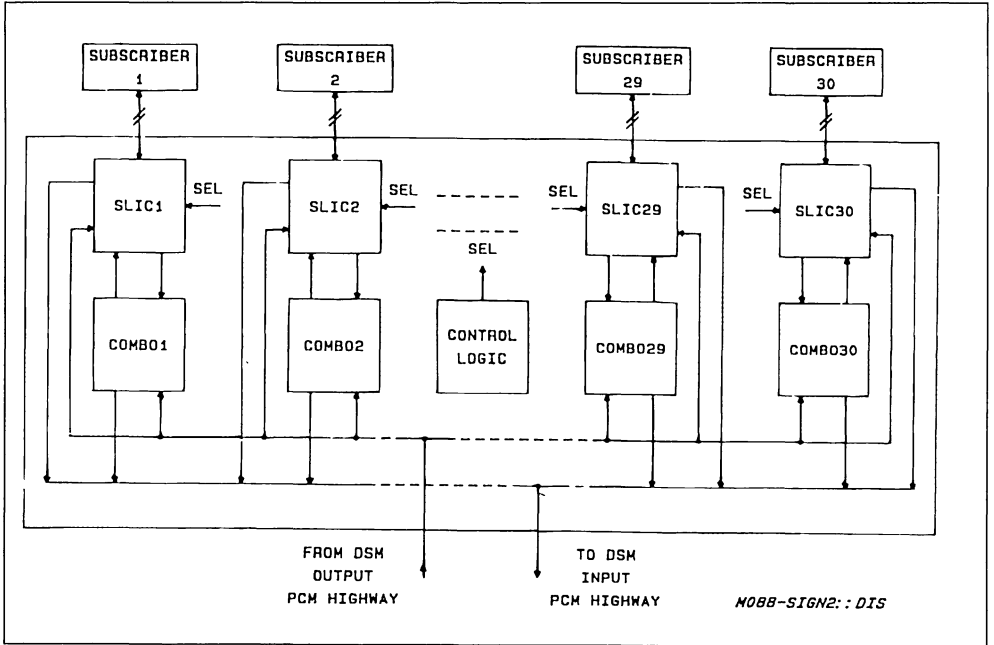 SUBSCRIBER
1
SUBSCRIBER
2
SUBSCRIBER
29
SUBSCRIBER
30
SLIC1
SEL
SLIC2
SEL
SEL
SLIC29
SEL
SLIC30
SEL
COMBO1
COMBO2
CONTROL
LOGIC
COMBO29
COMBO30
FROM DSM
OUTPUT
PCM HIGHWAY
TO DSM
INPUT
PCM HIGHWAY
M088-SIGN2::DIS